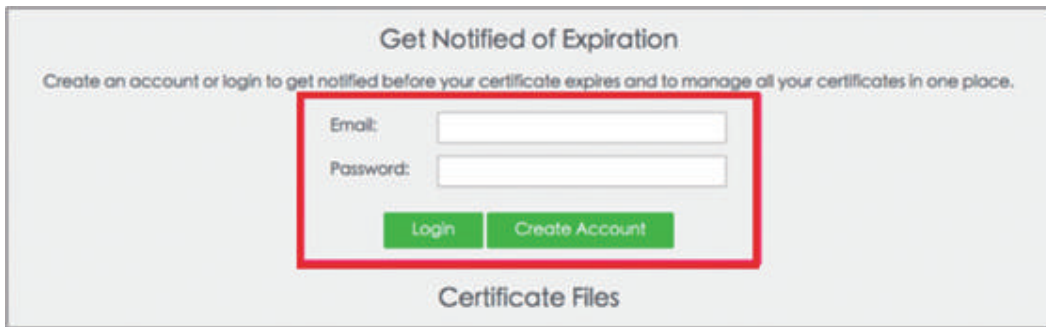 Get Notified of Expiration
Create an account or login to get notified before your certificate expires and to manage all your certificates in one place.
Email:
Password:
Login Create Account
Certificate Files